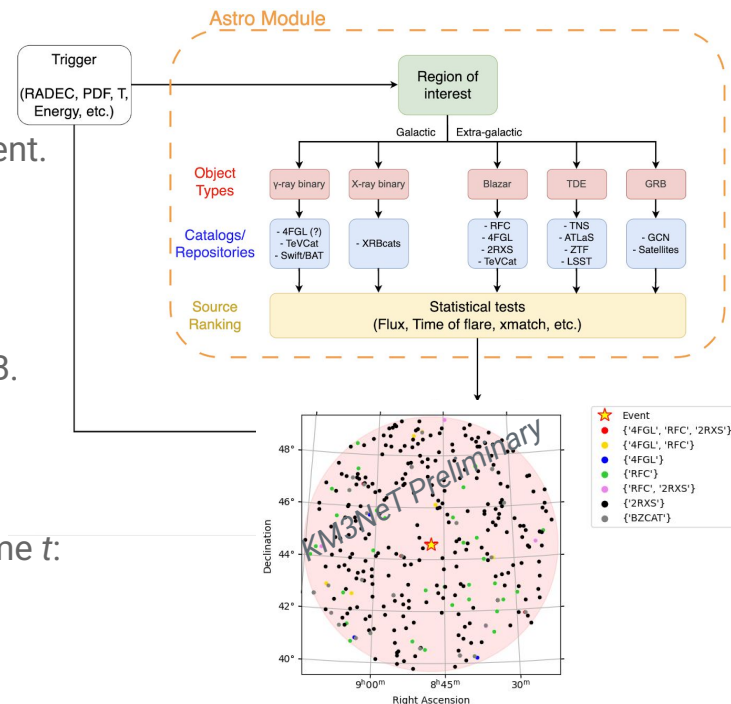 Astro Module
Trigger
(RADEC, PDF, T,
Energy, etc.)
Region of
interest
ent.
Galactic
Extra-galactic
Object
Types
γ-ray binary
X-ray binary
Blazar
TDE
GRB
Catalogs/
Repositories
- 4FGL (?)
- TeVCat
- Swift/BAT
- XRBcats
- RFC
- 4FGL
- 2RXS
- TeVCat
- TNS
- ATLaS
- ZTF
- LSST
- GCN
- Satellites
Source
Ranking
Statistical tests
(Flux, Time of flare, xmatch, etc.)
3.
me t:
KM3NeT Preliminary
Event
{'4FGL', 'RFC', '2RXS'}
{'4FGL', 'RFC'}
{'4FGL'}
{'RFC'}
{'RFC', '2RXS'}
{'2RXS'}
{'BZCAT'}
48°
46°
44°
42°
40°
Declination
9ʰ00ᵐ
8ʰ45ᵐ
30ᵐ
Right Ascension